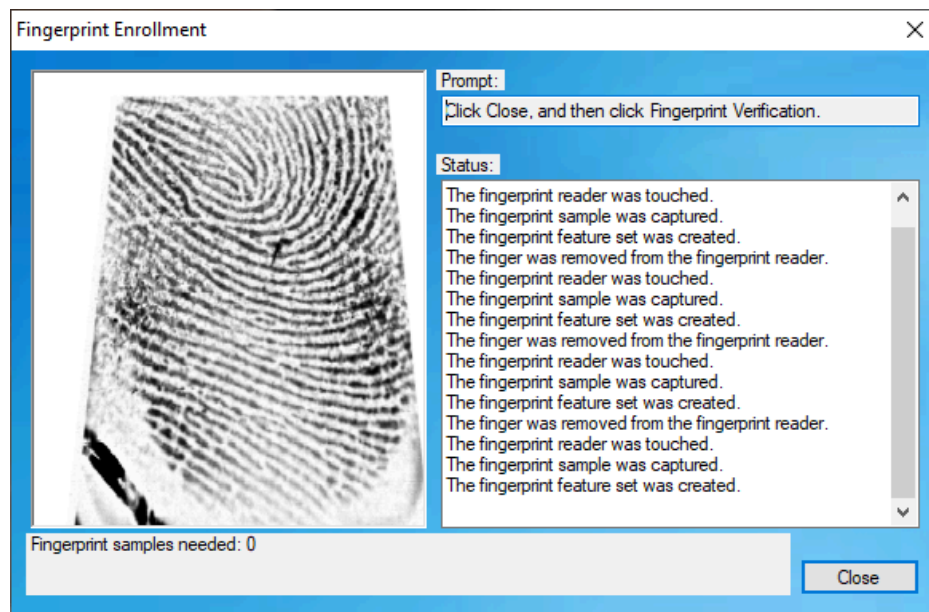 Fingerprint Enrollment
Prompt:
Click Close, and then click Fingerprint Verification.
Status:
The fingerprint reader was touched.
The fingerprint sample was captured.
The fingerprint feature set was created.
The finger was removed from the fingerprint reader.
The fingerprint reader was touched.
The fingerprint sample was captured.
The fingerprint feature set was created.
The finger was removed from the fingerprint reader.
The fingerprint reader was touched.
The fingerprint sample was captured.
The fingerprint feature set was created.
The finger was removed from the fingerprint reader.
The fingerprint reader was touched.
The fingerprint sample was captured.
The fingerprint feature set was created.
Fingerprint samples needed: 0
Close